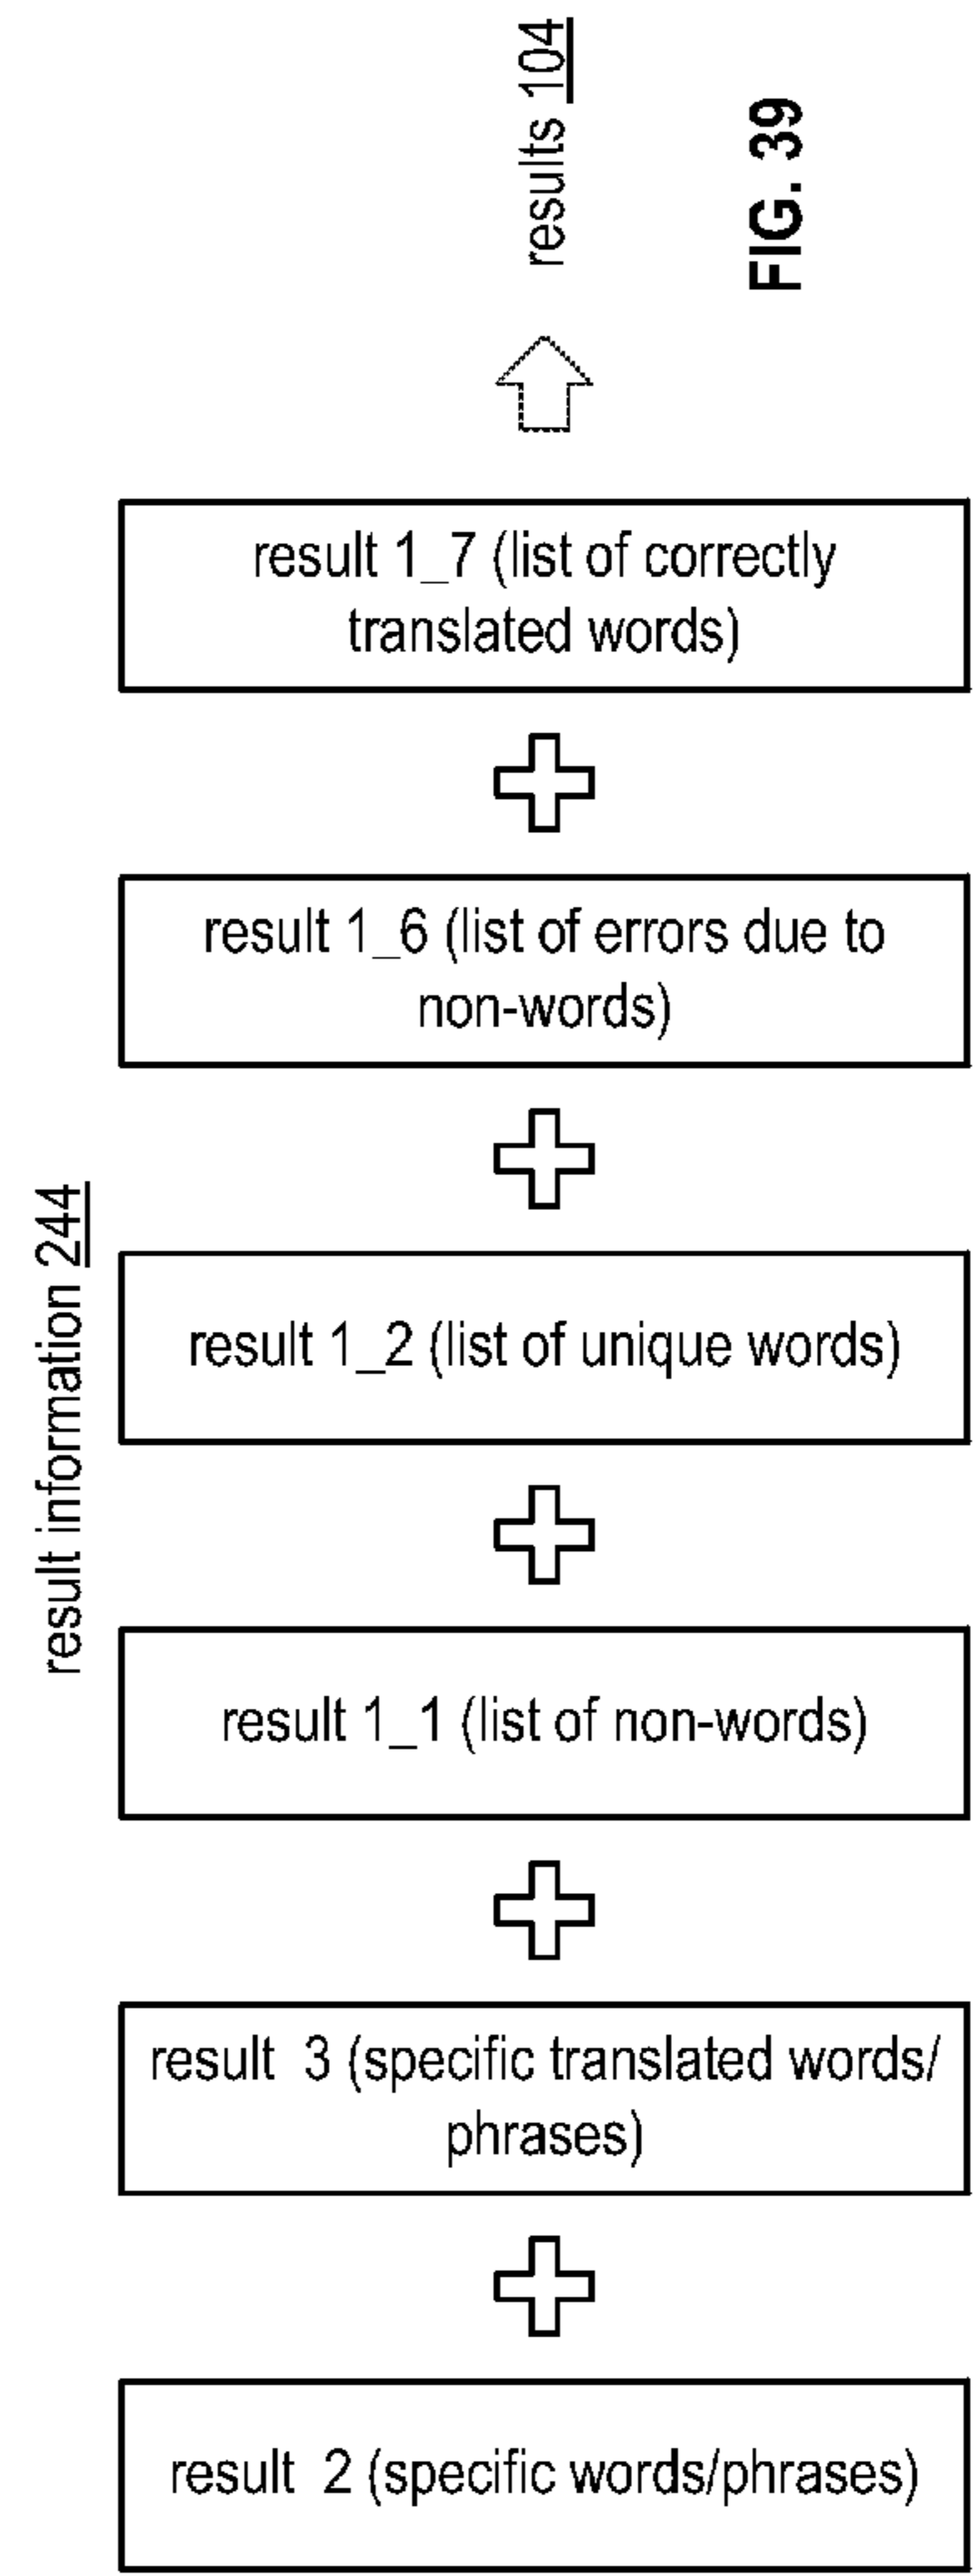 result information 244
result 1_7 (list of correctly
translated words)
result 1_6 (list of errors due to
non-words)
result 1_2 (list of unique words)
result 1_1 (list of non-words)
result 3 (specific translated words/
phrases)
result 2 (specific words/phrases)
results 104
FIG. 39